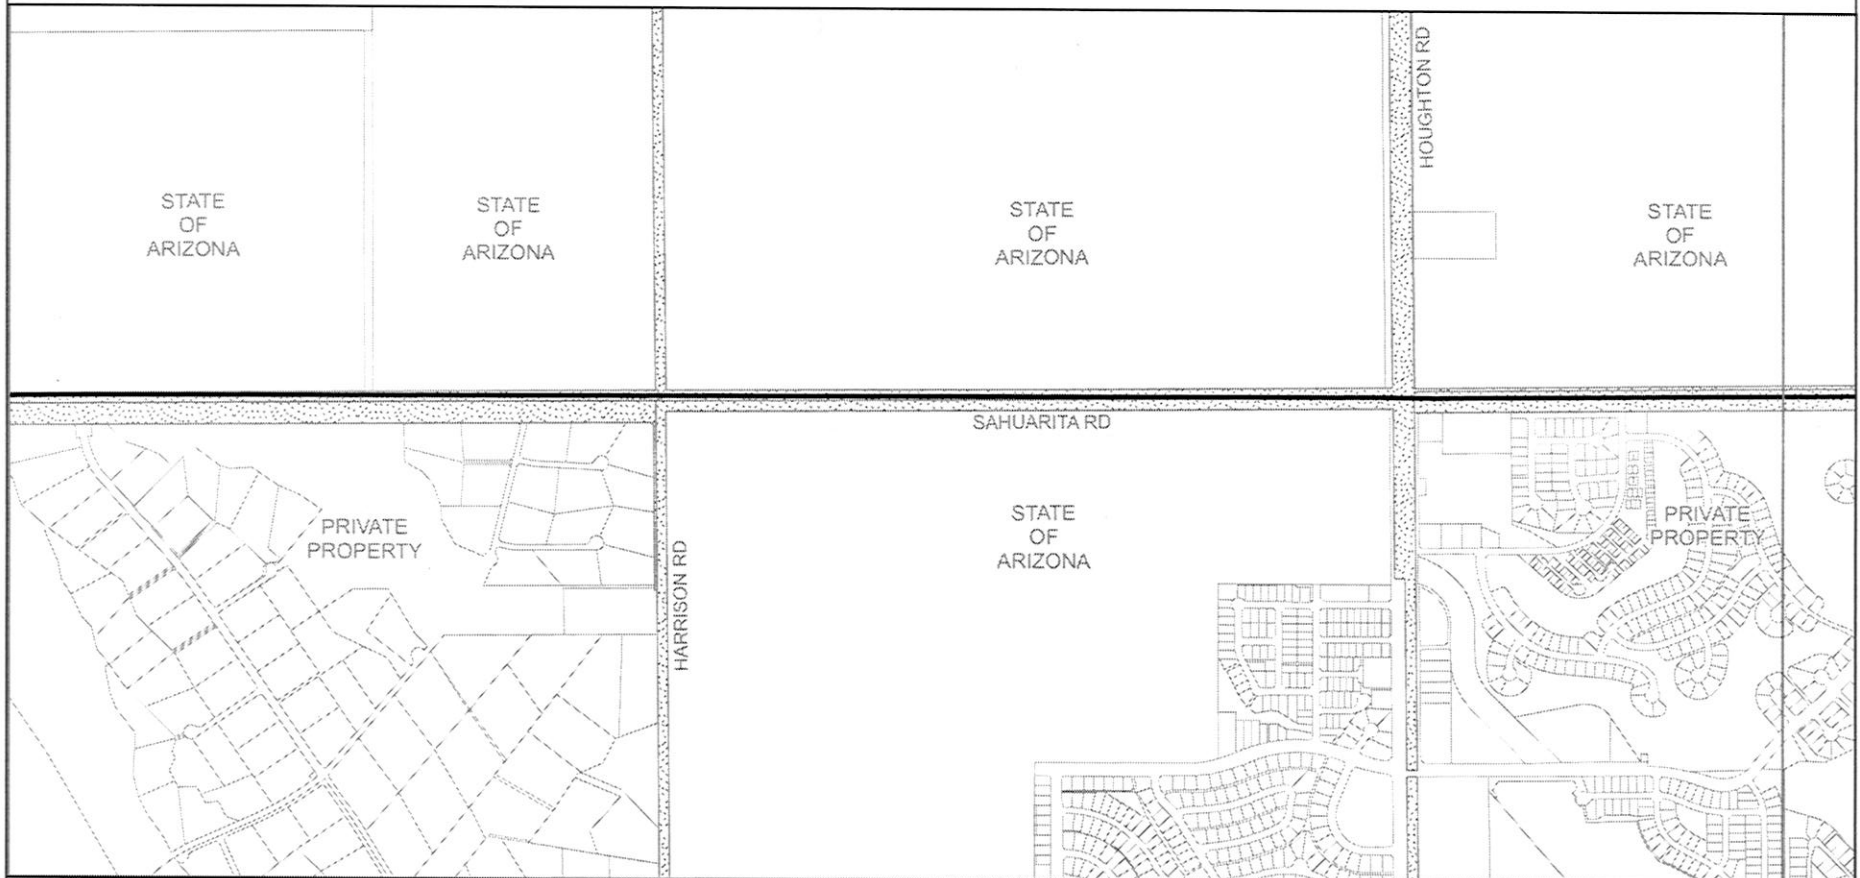 HOUGHTON RD
STATE
OF
ARIZONA
STATE
OF
ARIZONA
STATE
OF
ARIZONA
STATE
OF
ARIZONA
SAHUARITA RD
PRIVATE
PROPERTY
HARRISON RD
STATE
OF
ARIZONA
PRIVATE
PROPERTY